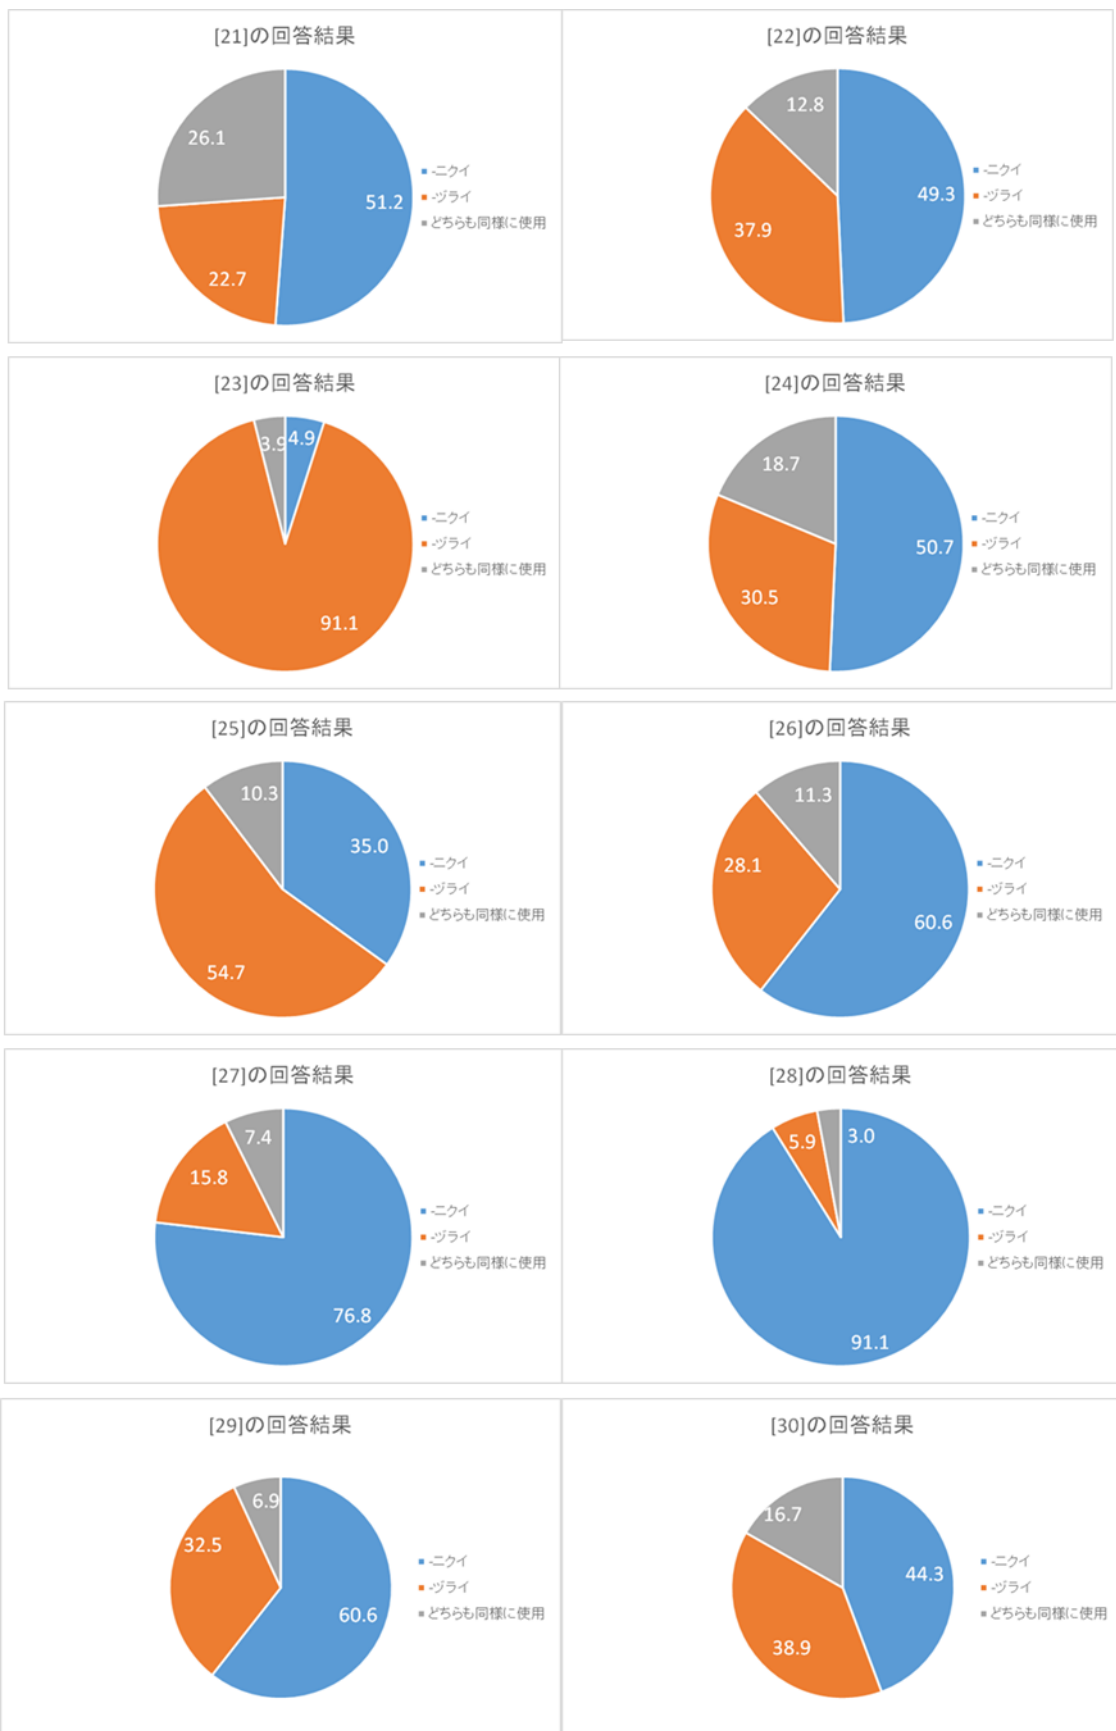 [21]の回答結果
26.1
51.2
22.7
-ニクイ
-ヅライ
どちらも同様に使用
[22]の回答結果
12.8
49.3
37.9
-ニクイ
-ヅライ
どちらも同様に使用
[23]の回答結果
3.9
4.9
91.1
-ニクイ
-ヅライ
どちらも同様に使用
[24]の回答結果
18.7
50.7
30.5
-ニクイ
-ヅライ
どちらも同様に使用
[25]の回答結果
10.3
35.0
54.7
-ニクイ
-ヅライ
どちらも同様に使用
[26]の回答結果
11.3
28.1
60.6
-ニクイ
-ヅライ
どちらも同様に使用
[27]の回答結果
7.4
15.8
76.8
-ニクイ
-ヅライ
どちらも同様に使用
[28]の回答結果
5.9
3.0
91.1
-ニクイ
-ヅライ
どちらも同様に使用
[29]の回答結果
6.9
32.5
60.6
-ニクイ
-ヅライ
どちらも同様に使用
[30]の回答結果
16.7
44.3
38.9
-ニクイ
-ヅライ
どちらも同様に使用